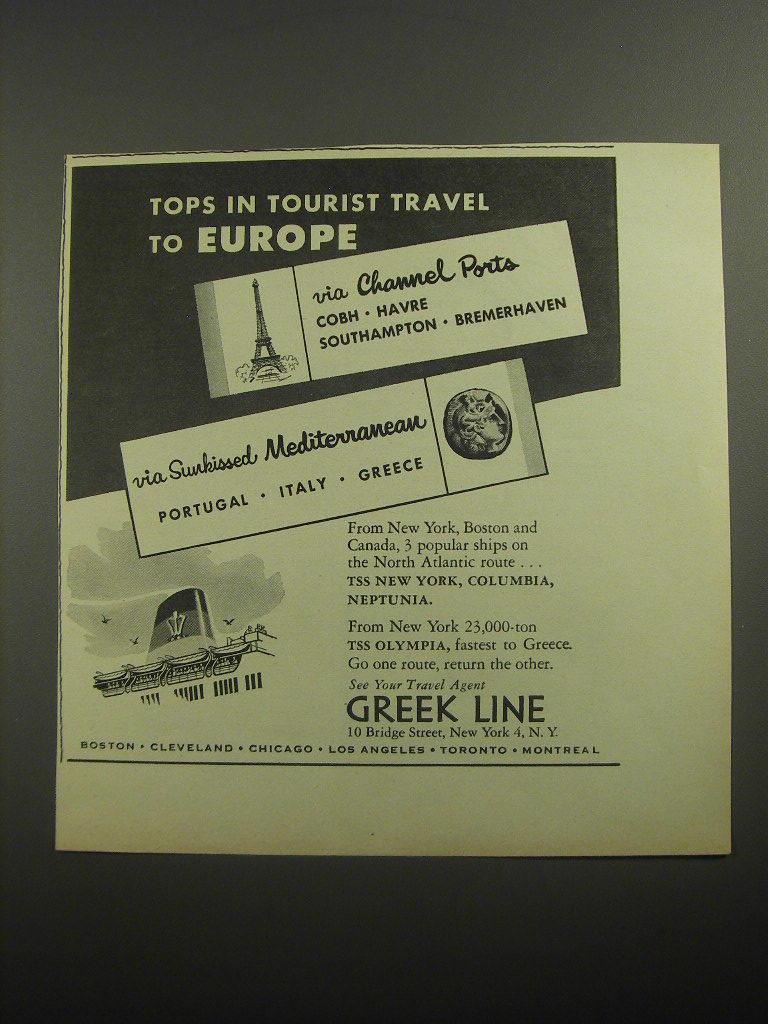 TOPS IN TOURIST TRAVEL
TO EUROPE
via Channel Ports
COBH • HAVRE
SOUTHAMPTON • BREMERHAVEN
via Sunkissed Mediterranean
PORTUGAL • ITALY • GREECE
From New York, Boston and
Canada, 3 popular ships on
the North Atlantic route . . .
TSS NEW YORK, COLUMBIA,
NEPTUNIA.
From New York 23,000-ton
TSS OLYMPIA, fastest to Greece.
Go one route, return the other.
See Your Travel Agent
GREEK LINE
10 Bridge Street, New York 4, N. Y.
BOSTON • CLEVELAND • CHICAGO • LOS ANGELES • TORONTO • MONTREAL